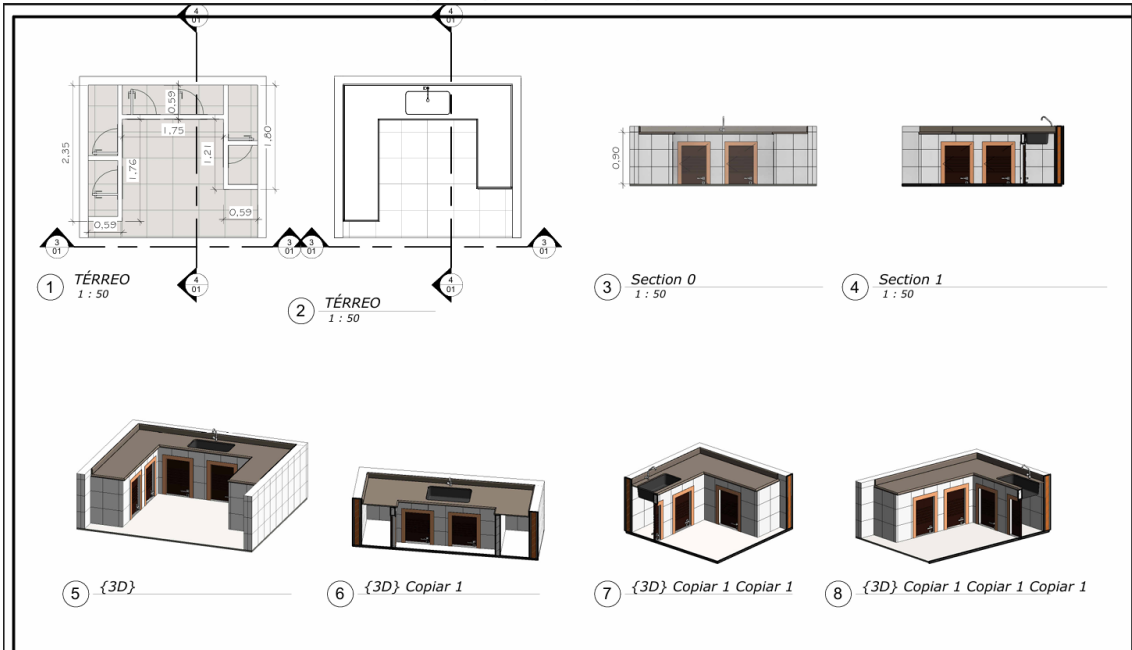 4
01
4
01
0,59
1,75
1,80
2,35
1,76
1,21
0,59
0,59
0,90
3
01
3
01
3
01
3
01
4
01
4
01
1 TÉRREO
1 : 50
2 TÉRREO
1 : 50
3 Section 0
1 : 50
4 Section 1
1 : 50
5 {3D}
6 {3D} Copiar 1
7 {3D} Copiar 1 Copiar 1
8 {3D} Copiar 1 Copiar 1 Copiar 1